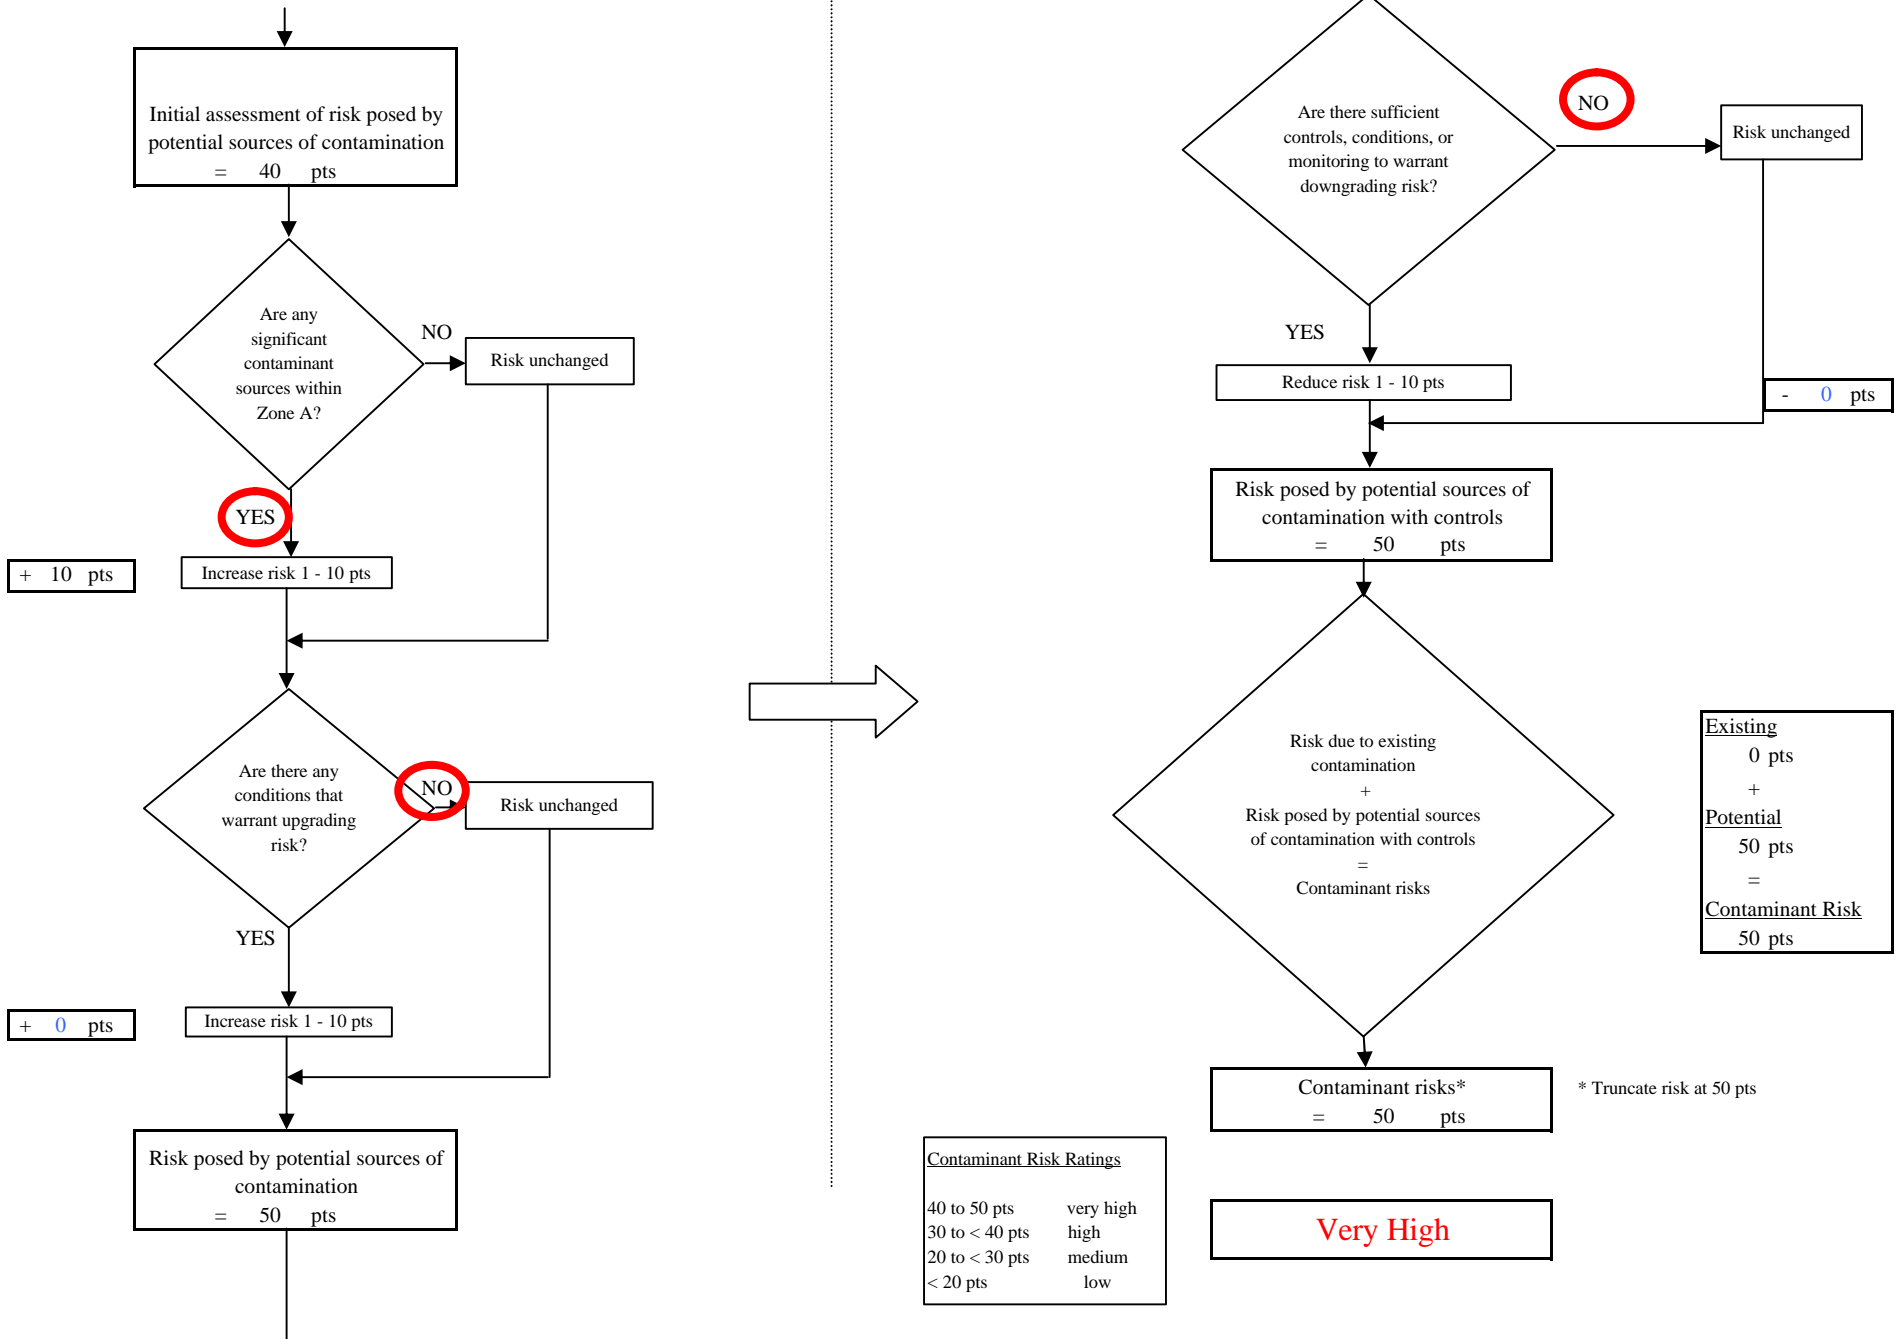 Initial assessment of risk posed by
potential sources of contamination
= 40 pts
Are any
significant
contaminant
sources within
Zone A?
NO
Risk unchanged
YES
+ 10 pts
Increase risk 1 - 10 pts
Are there any
conditions that
warrant upgrading
risk?
NO
Risk unchanged
YES
+ 0 pts
Increase risk 1 - 10 pts
Risk posed by potential sources of
contamination
= 50 pts
Are there sufficient
controls, conditions, or
monitoring to warrant
downgrading risk?
NO
Risk unchanged
YES
Reduce risk 1 - 10 pts
- 0 pts
Risk posed by potential sources of
contamination with controls
= 50 pts
Risk due to existing
contamination
+
Risk posed by potential sources
of contamination with controls
=
Contaminant risks
Existing
0 pts
+
Potential
50 pts
=
Contaminant Risk
50 pts
Contaminant risks*
= 50 pts
* Truncate risk at 50 pts
Contaminant Risk Ratings
40 to 50 pts very high
30 to < 40 pts high
20 to < 30 pts medium
< 20 pts low
Very High